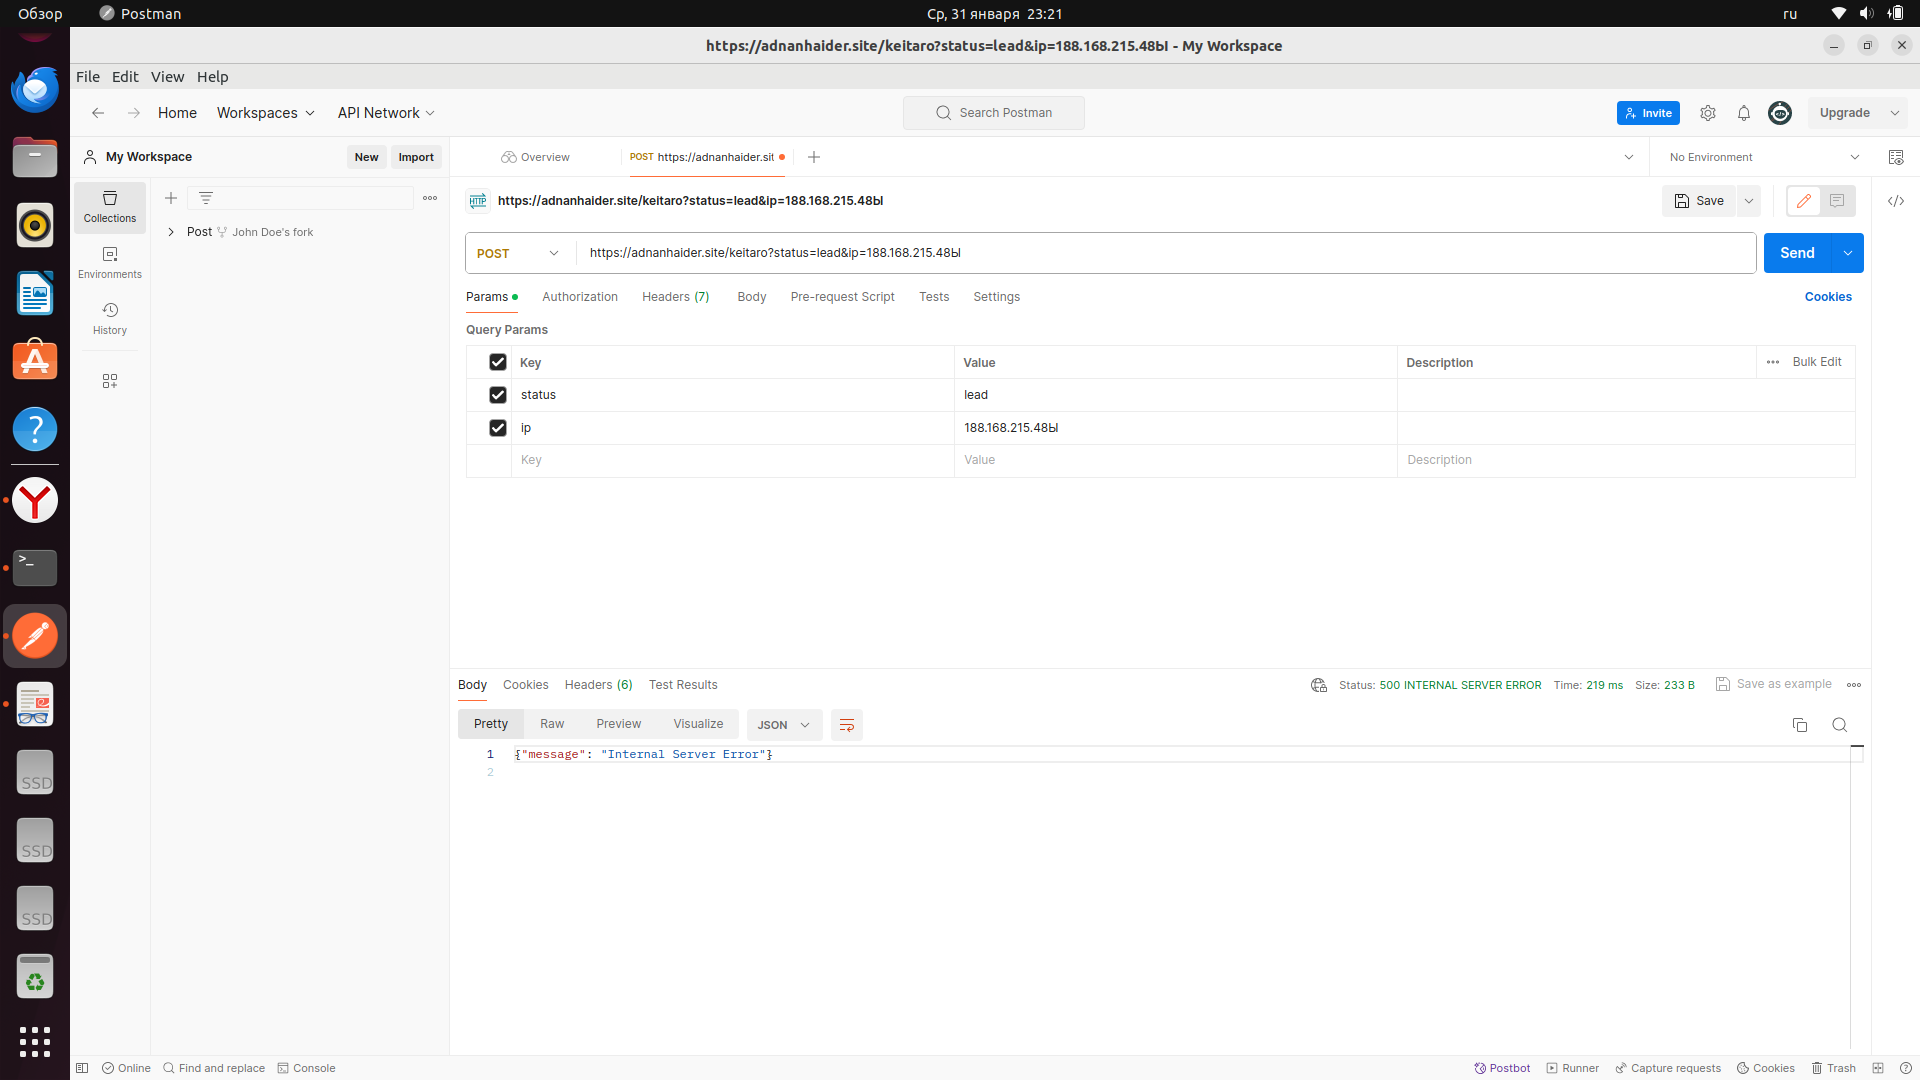 Обзор
Postman
Ср, 31 января 23:21
ru
https://adnanhaider.site/keitaro?status=lead&ip=188.168.215.48Ы - My Workspace
File Edit View Help
Home Workspaces API Network
Search Postman
Invite
Upgrade
My Workspace
New
Import
Overview
POST https://adnanhaider.sit
No Environment
Collections
Post John Doe's fork
https://adnanhaider.site/keitaro?status=lead&ip=188.168.215.48Ы
Save
POST
https://adnanhaider.site/keitaro?status=lead&ip=188.168.215.48Ы
Send
Environments
History
Params Authorization Headers (7) Body Pre-request Script Tests Settings
Cookies
Query Params
Key Value Description Bulk Edit
status lead
ip 188.168.215.48Ы
Key Value Description
Body Cookies Headers (6) Test Results
Status: 500 INTERNAL SERVER ERROR Time: 219 ms Size: 233 B
Save as example
Pretty Raw Preview Visualize JSON
1 {"message": "Internal Server Error"}
2
SSD
SSD
SSD
Online Find and replace Console
Postbot Runner Capture requests Cookies Trash